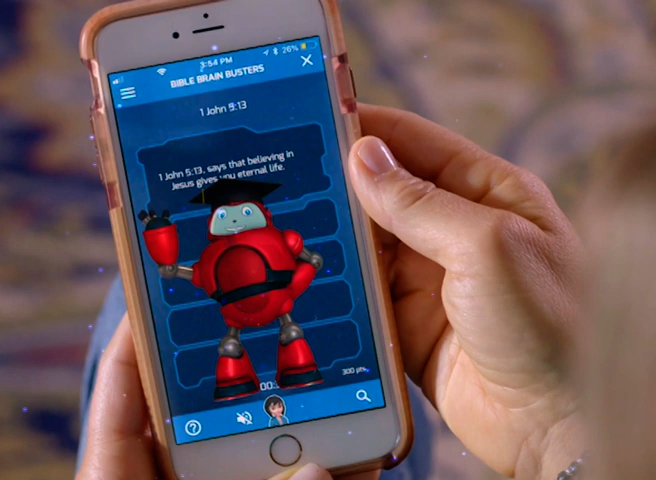 3:54 PM
26%
BIBLE BRAIN BUSTERS
1 John 5:13
1 John 5:13, says that believing in
Jesus gives you eternal life.
300 pts.
00:
?